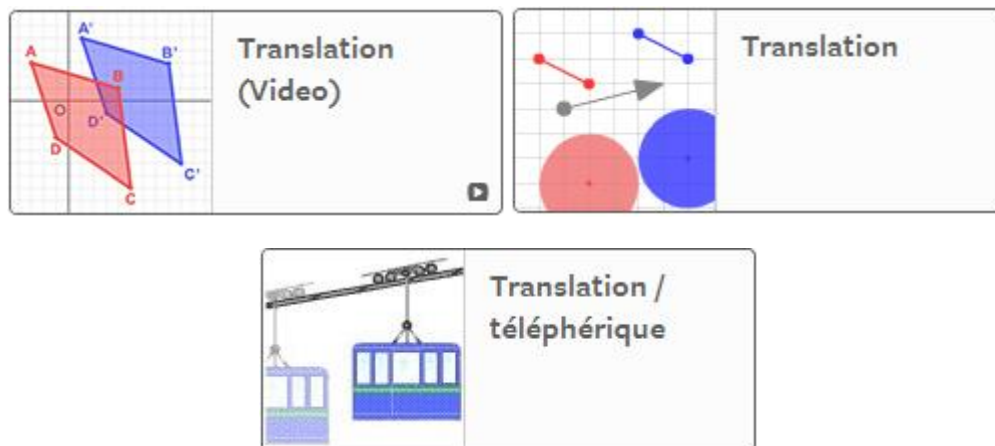 A'
A
B'
B
O
D'
D
C'
C
Translation
(Video)
Translation
Translation /
téléphérique